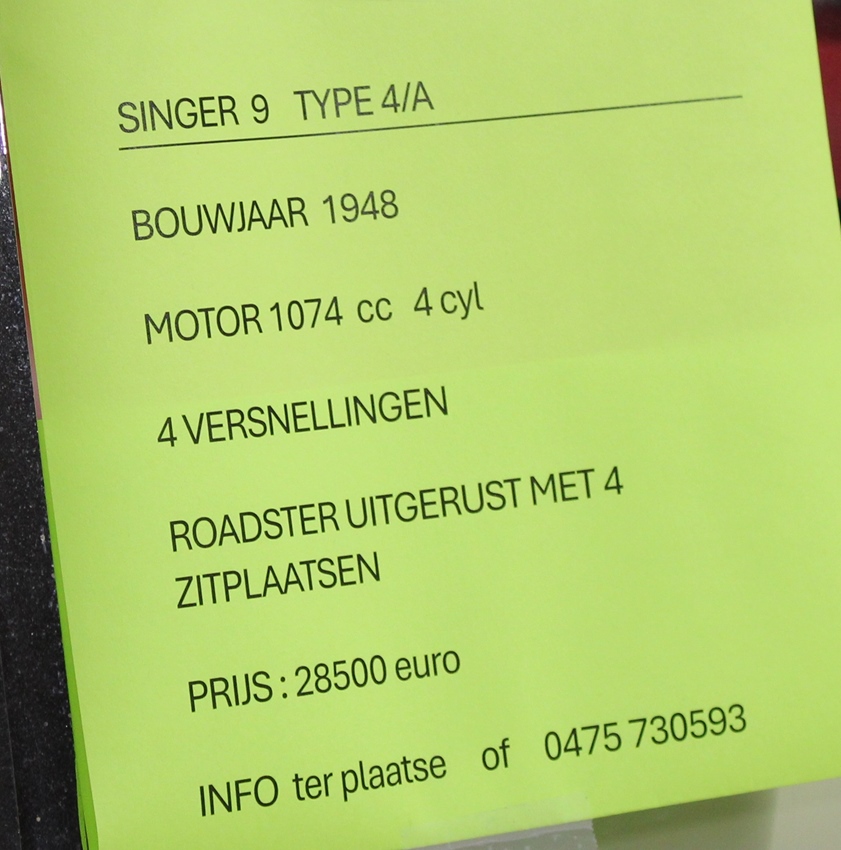 SINGER 9 TYPE 4/A
BOUWJAAR 1948
MOTOR 1074 cc 4 cyl
4 VERSNELLINGEN
ROADSTER UITGERUST MET 4
ZITPLAATSEN
PRIJS : 28500 euro
INFO ter plaatse of 0475 730593